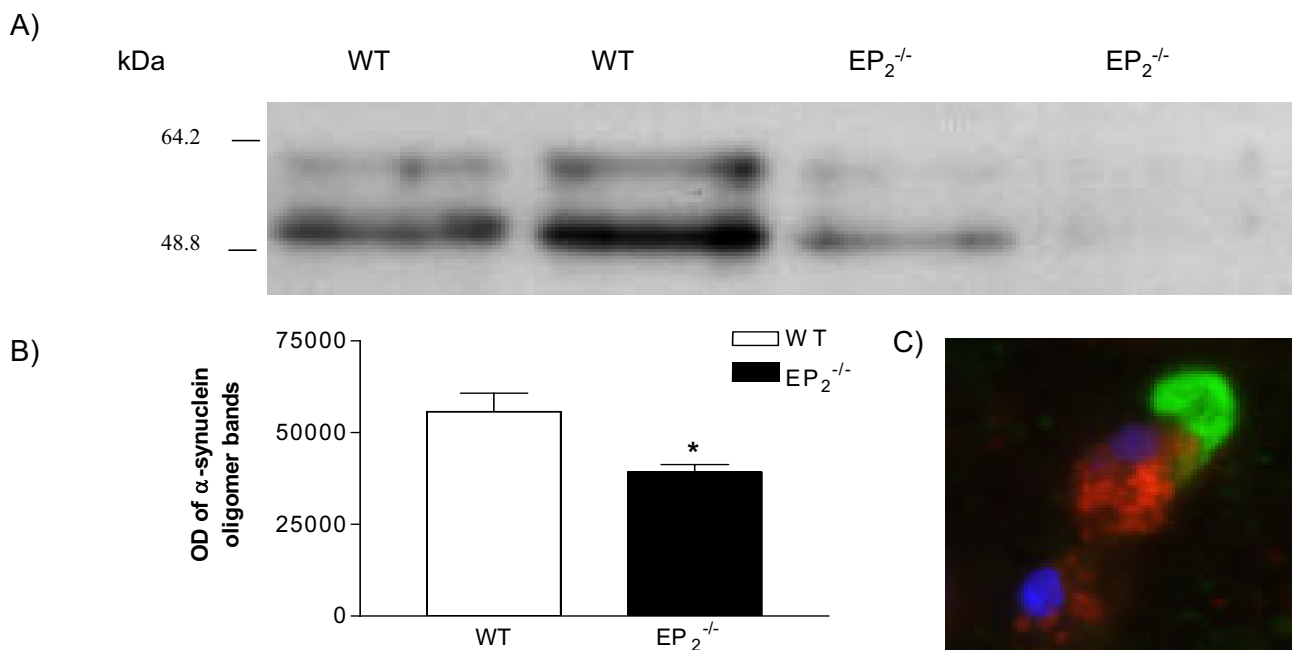 A)
kDa WT WT EP₂⁻/⁻ EP₂⁻/⁻
64.2
48.8
B)
75000
50000
25000
0
OD of α-synuclein
oligomer bands
WT
EP₂⁻/⁻
*
WT EP₂⁻/⁻
C)